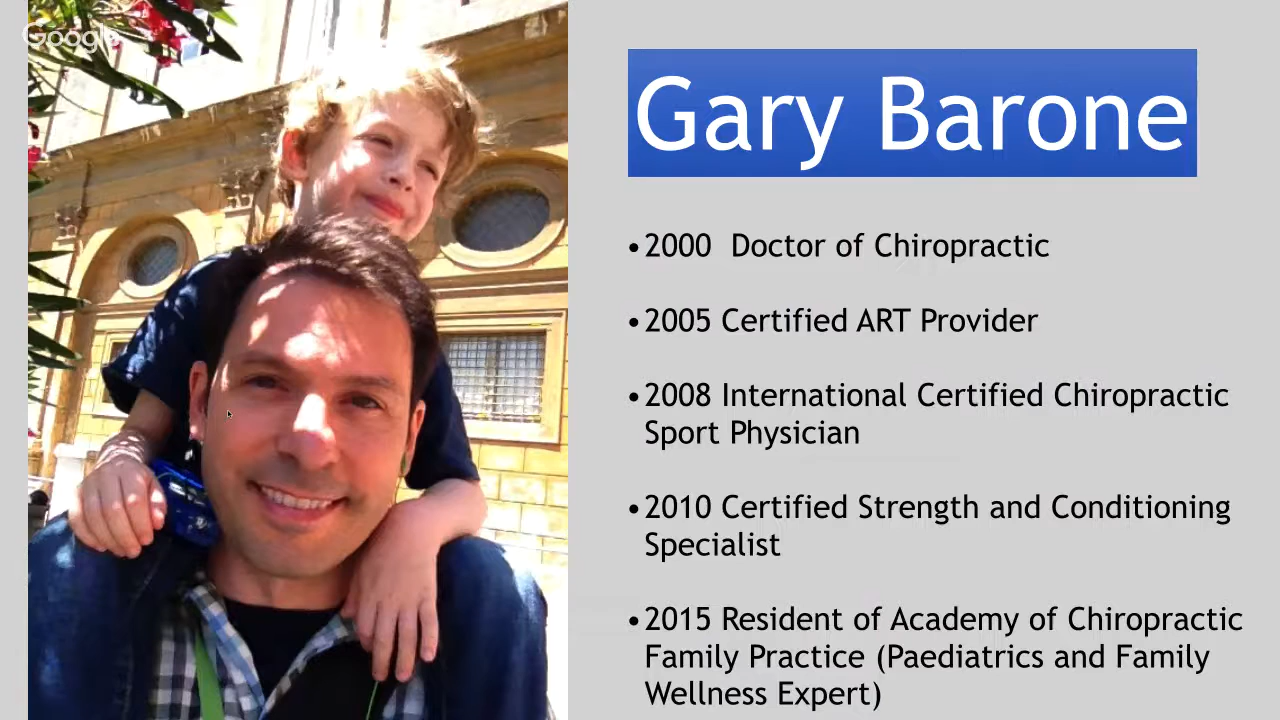 Google
Gary Barone
•2000 Doctor of Chiropractic
•2005 Certified ART Provider
•2008 International Certified Chiropractic
Sport Physician
•2010 Certified Strength and Conditioning
Specialist
•2015 Resident of Academy of Chiropractic
Family Practice (Paediatrics and Family
Wellness Expert)